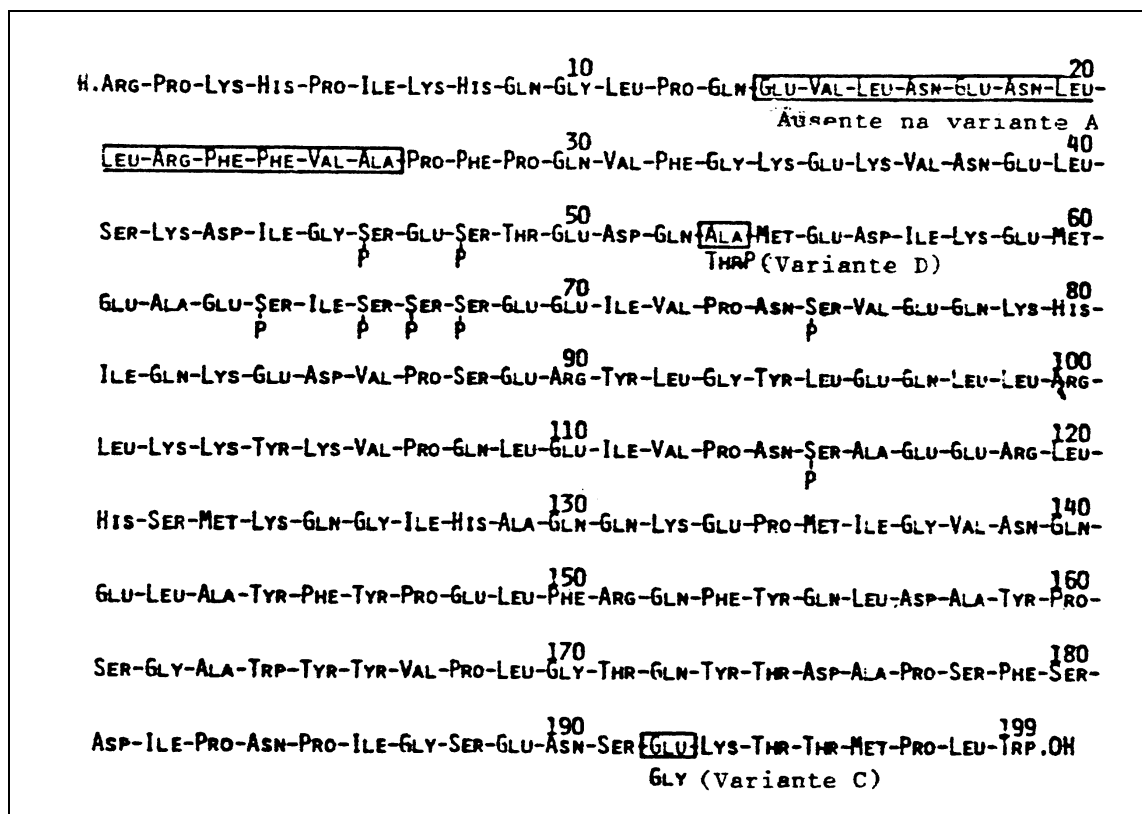 10 20
H.ARG-PRO-LYS-HIS-PRO-ILE-LYS-HIS-GLN-GLY-LEU-PRO-GLN-GLU-VAL-LEU-ASN-GLU-ASN-LEU-
Ausente na variante A
30 40
LEU-ARG-PHE-PHE-VAL-ALA-PRO-PHE-PRO-GLN-VAL-PHE-GLY-LYS-GLU-LYS-VAL-ASN-GLU-LEU-
50 60
SER-LYS-ASP-ILE-GLY-SER-GLU-SER-THR-GLU-ASP-GLN-ALA-MET-GLU-ASP-ILE-LYS-GLU-MET-
P P THRP (Variante D)
70 80
GLU-ALA-GLU-SER-ILE-SER-SER-SER-GLU-GLU-ILE-VAL-PRO-ASN-SER-VAL-GLU-GLN-LYS-HIS-
P P P P P
90 100
ILE-GLN-LYS-GLU-ASP-VAL-PRO-SER-GLU-ARG-TYR-LEU-GLY-TYR-LEU-GLU-GLN-LEU-LEU-ARG-
110 120
LEU-LYS-LYS-TYR-LYS-VAL-PRO-GLN-LEU-GLU-ILE-VAL-PRO-ASN-SER-ALA-GLU-GLU-ARG-LEU-
P
130 140
HIS-SER-MET-LYS-GLN-GLY-ILE-HIS-ALA-GLN-GLN-LYS-GLU-PRO-MET-ILE-GLY-VAL-ASN-GLN-
150 160
GLU-LEU-ALA-TYR-PHE-TYR-PRO-GLU-LEU-PHE-ARG-GLN-PHE-TYR-GLN-LEU-ASP-ALA-TYR-PRO-
170 180
SER-GLY-ALA-TRP-TYR-TYR-VAL-PRO-LEU-GLY-THR-GLN-TYR-THR-ASP-ALA-PRO-SER-PHE-SER-
190 199
ASP-ILE-PRO-ASN-PRO-ILE-GLY-SER-GLU-ASN-SER-GLU-LYS-THR-THR-MET-PRO-LEU-TRP.OH
GLY (Variante C)